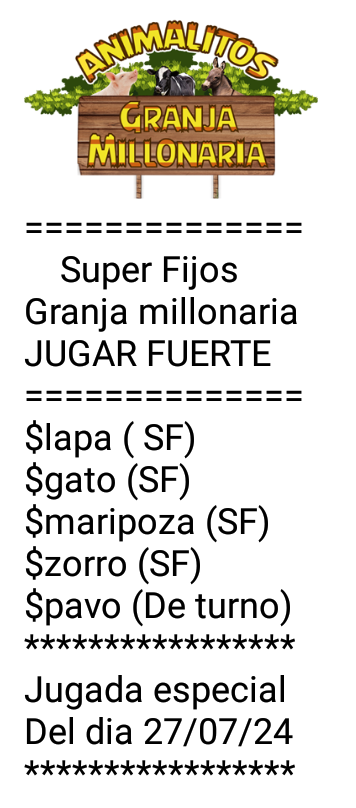 ANIMALITOS
GRANJA
MILLONARIA
==============
Super Fijos
Granja millonaria
JUGAR FUERTE
==============
$lapa ( SF)
$gato (SF)
$maripoza (SF)
$zorro (SF)
$pavo (De turno)
*****************
Jugada especial
Del dia 27/07/24
*****************